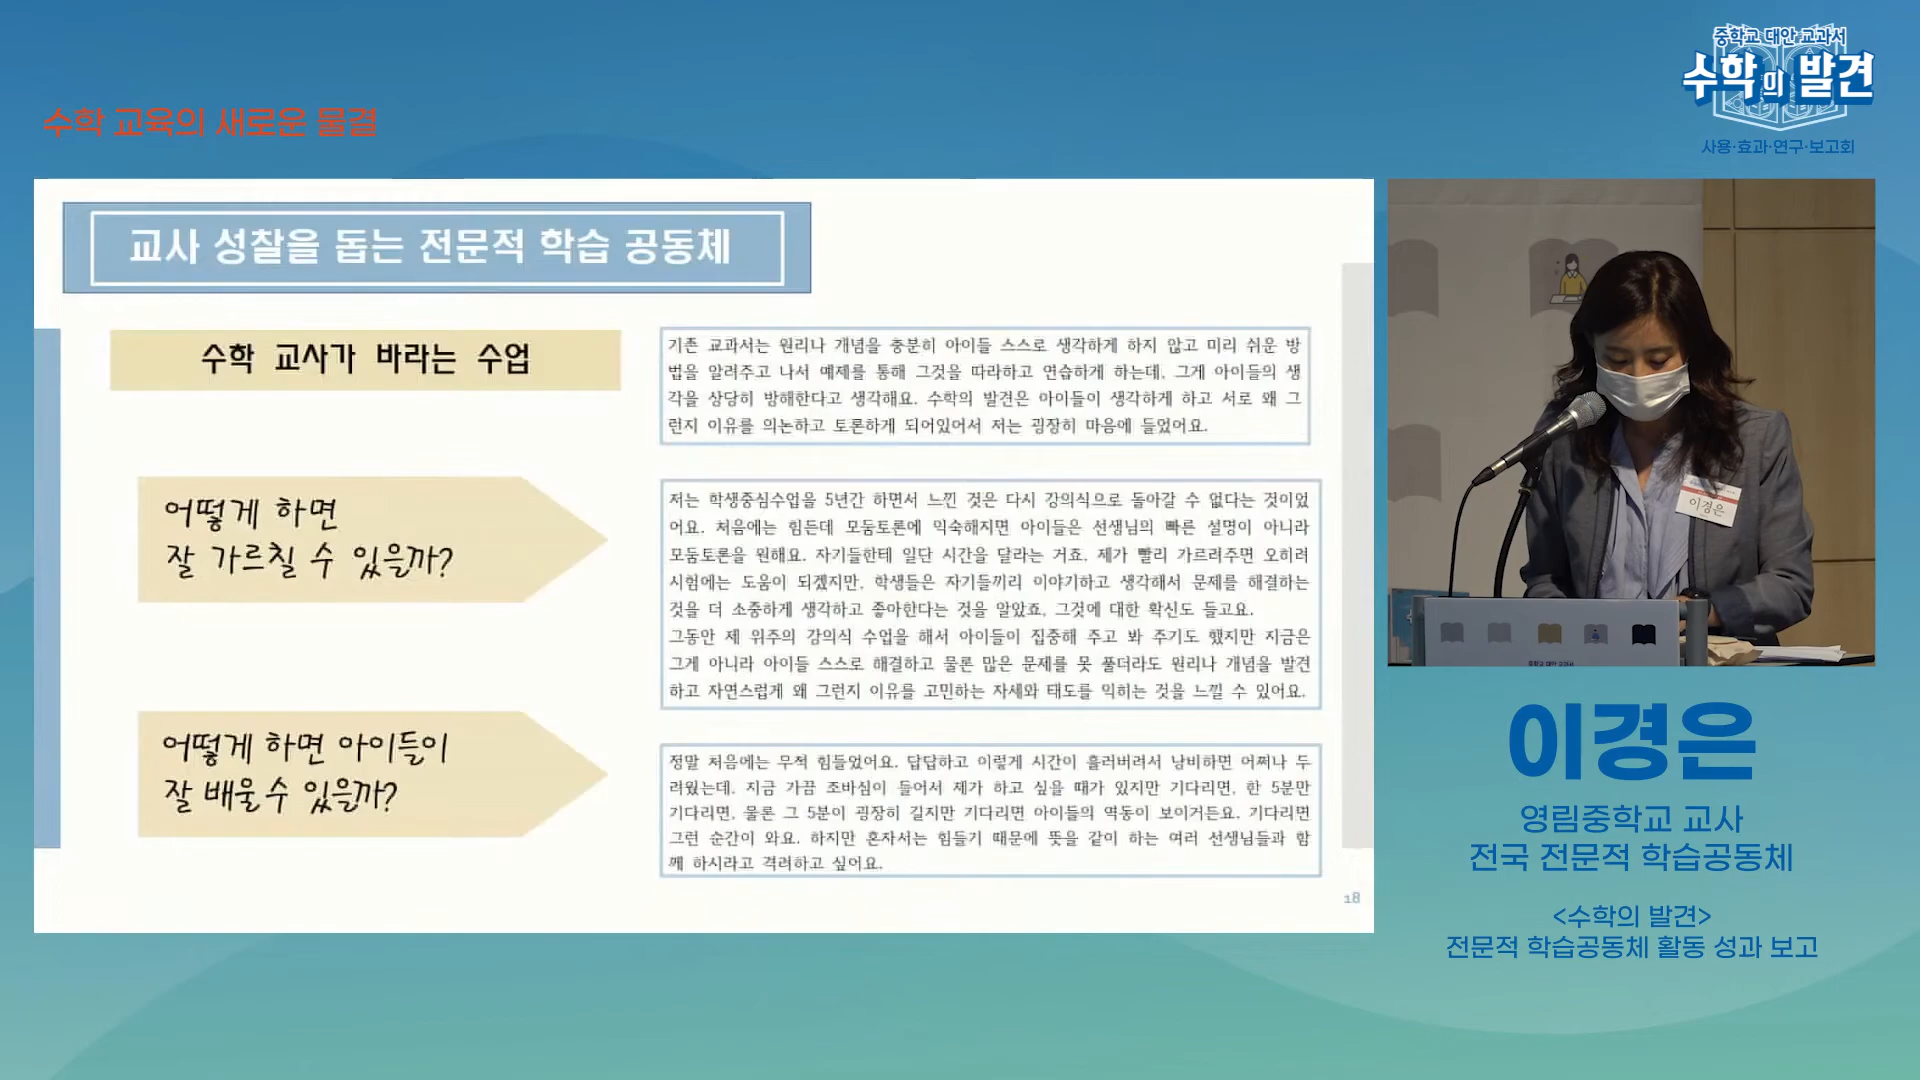 중학교 대안 교과서
수학의 발견
사용·효과·연구·보고회
수학 교육의 새로운 물결
교사 성찰을 돕는 전문적 학습 공동체
수학 교사가 바라는 수업
기존 교과서는 원리나 개념을 충분히 아이들 스스로 생각하게 하지 않고 미리 쉬운 방
법을 알려주고 나서 예제를 통해 그것을 따라하고 연습하게 하는데, 그게 아이들의 생
각을 상당히 방해한다고 생각해요. 수학의 발견은 아이들이 생각하게 하고 서로 왜 그
런지 이유를 의논하고 토론하게 되어있어서 저는 굉장히 마음에 들었어요.
어떻게 하면
잘 가르칠 수 있을까?
저는 학생중심수업을 5년간 하면서 느낀 것은 다시 강의식으로 돌아갈 수 없다는 것이었
어요. 처음에는 힘든데 모둠토론에 익숙해지면 아이들은 선생님의 빠른 설명이 아니라
모둠토론을 원해요. 자기들한테 일단 시간을 달라는 거죠. 제가 빨리 가르려주면 오히려
시험에는 도움이 되겠지만, 학생들은 자기들끼리 이야기하고 생각해서 문제를 해결하는
것을 더 소중하게 생각하고 좋아한다는 것을 알았죠, 그것에 대한 확신도 들고요.
그동안 제 위주의 강의식 수업을 해서 아이들이 집중해 주고 봐 주기도 했지만 지금은
그게 아니라 아이들 스스로 해결하고 물론 많은 문제를 못 풀더라도 원리나 개념을 발견
하고 자연스럽게 왜 그런지 이유를 고민하는 자세와 태도를 익히는 것을 느낄 수 있어요.
어떻게 하면 아이들이
잘 배울 수 있을까?
정말 처음에는 무척 힘들었어요. 답답하고 이렇게 시간이 흘러버려서 낭비하면 어쩌나 두
려웠는데, 지금 가끔 조바심이 들어서 제가 하고 싶을 때가 있지만 기다리면, 한 5분만
기다리면, 물론 그 5분이 굉장히 길지만 기다리면 아이들의 역동이 보이거든요. 기다리면
그런 순간이 와요. 하지만 혼자서는 힘들기 때문에 뜻을 같이 하는 여러 선생님들과 함
께 하시라고 격려하고 싶어요.
18
이경은
이경은
영림중학교 교사
전국 전문적 학습공동체
<수학의 발견>
전문적 학습공동체 활동 성과 보고